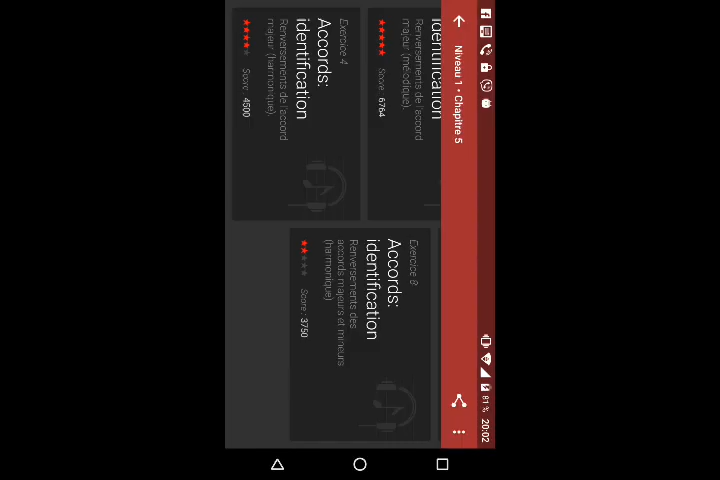 81 % 20:02
Niveau 1 • Chapitre 5
identification
Renversements de l'accord
majeur (mélodique).
Score : 6764
Exercice 4
Accords:
identification
Renversements de l'accord
majeur (harmonique).
Score : 4500
Exercice 8
Accords:
identification
Renversements des
accords majeurs et mineurs
(harmonique)
Score : 3750